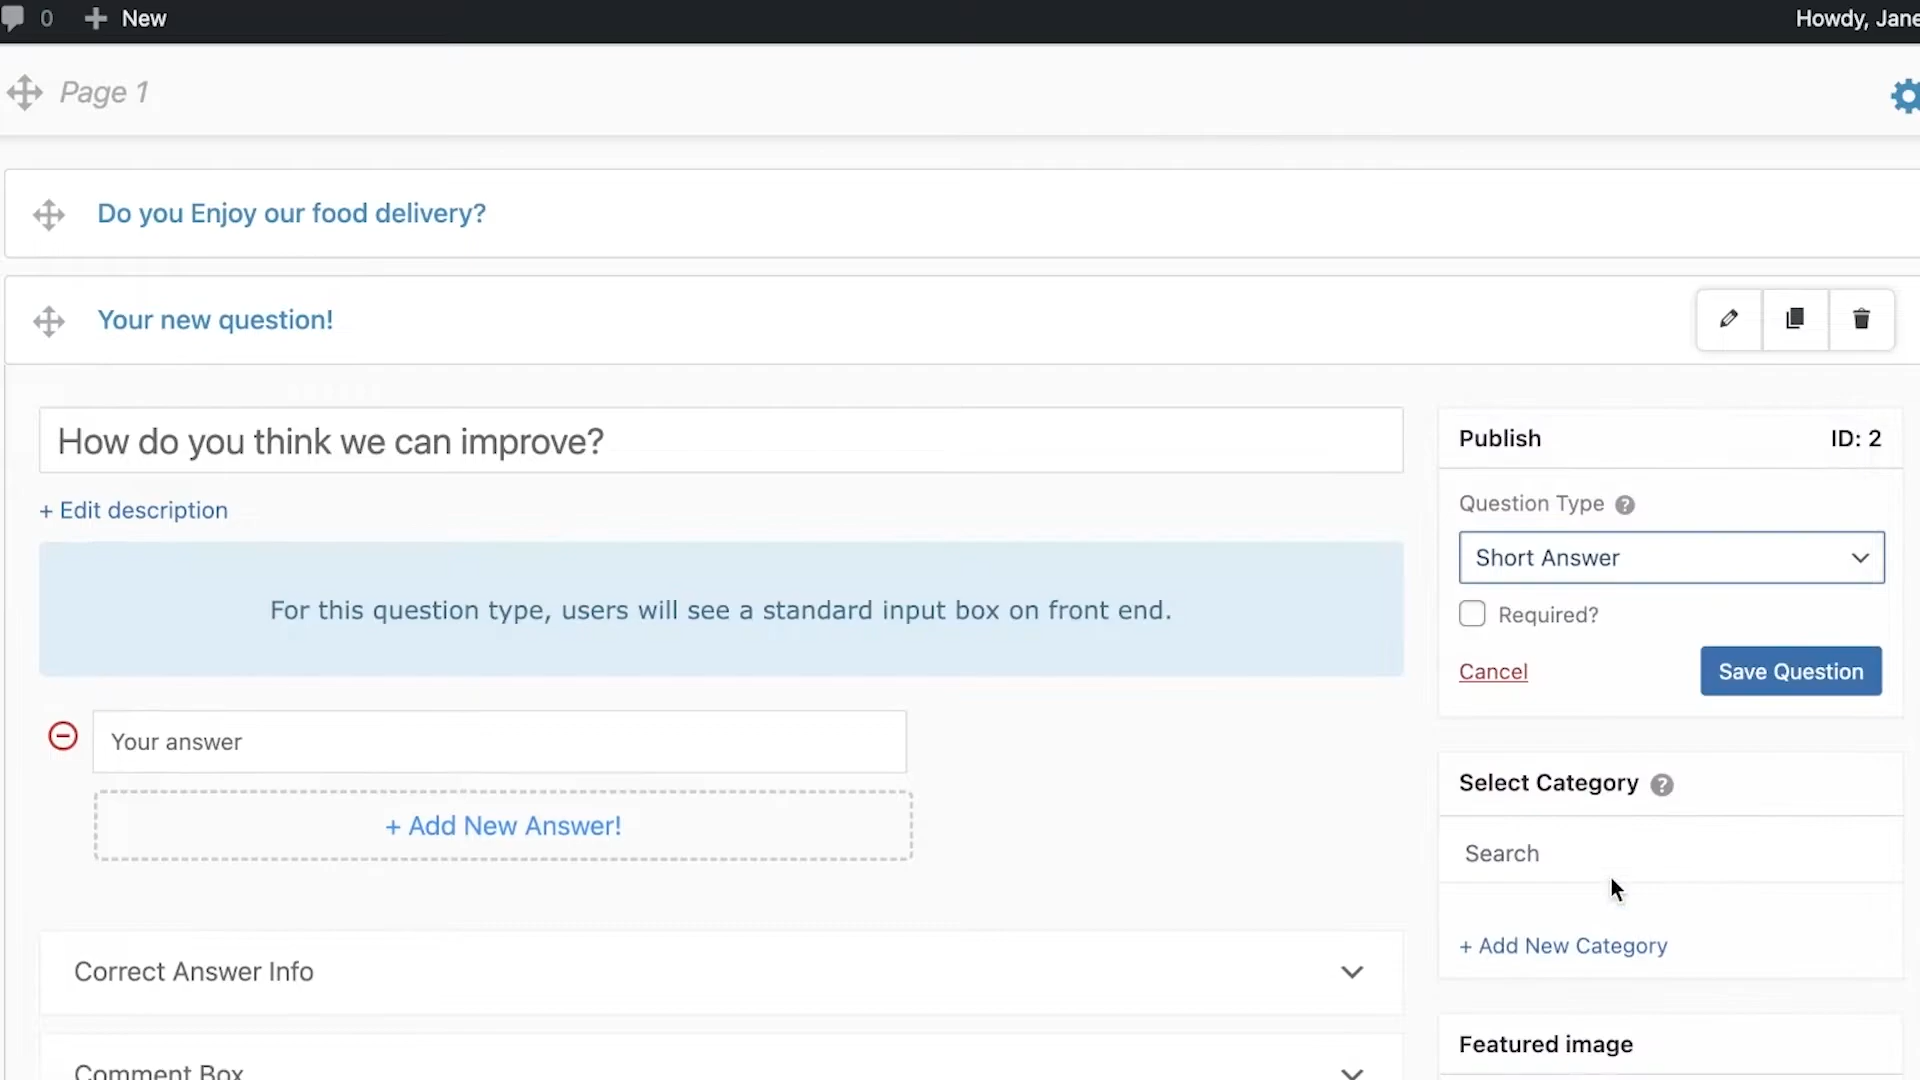 0 New Howdy, Jane
Page 1
Do you Enjoy our food delivery?
Your new question!
How do you think we can improve?
+ Edit description
For this question type, users will see a standard input box on front end.
Your answer
+ Add New Answer!
Correct Answer Info
Comment Box
Publish ID: 2
Question Type ?
Short Answer
Required?
Cancel Save Question
Select Category ?
Search
+ Add New Category
Featured image